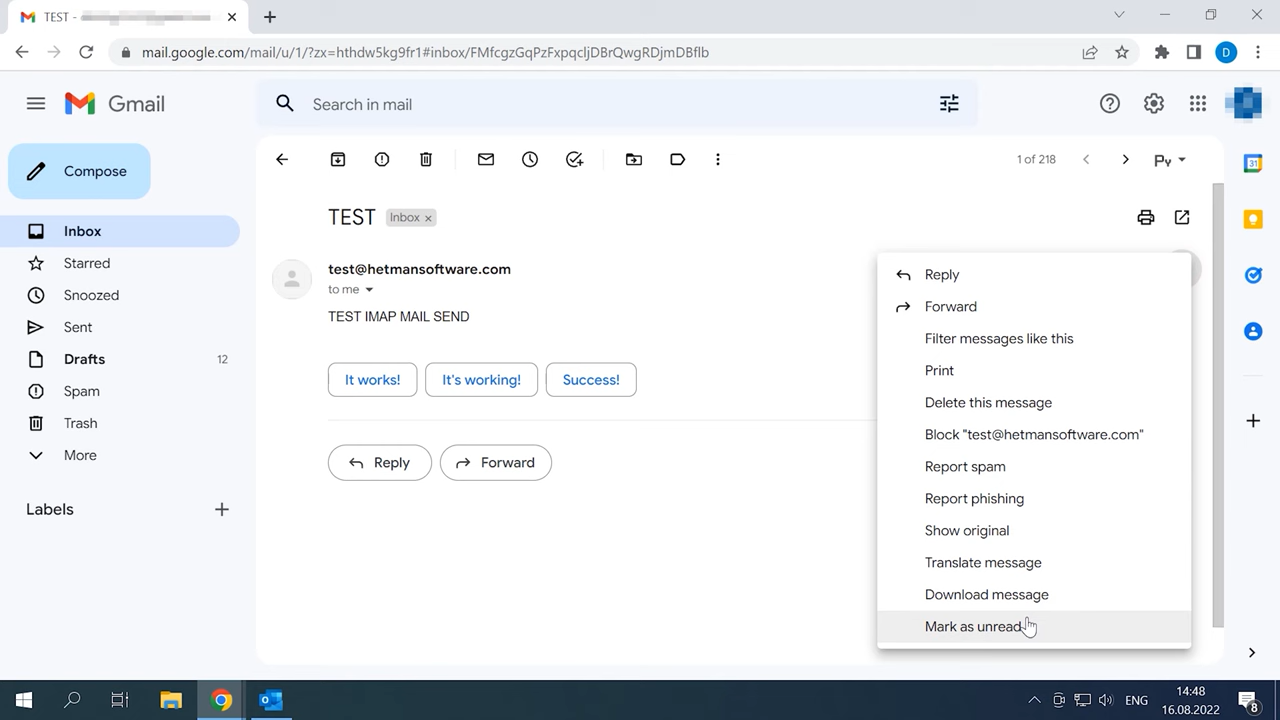 TEST -
mail.google.com/mail/u/1/?zx=hthdw5kg9fr1#inbox/FMfcgzGqPzFxpqcljDBrQwgRDjmDBflb
D
Gmail
Search in mail
Compose
1 of 218
Ру
31
Inbox
Starred
Snoozed
Sent
Drafts 12
Spam
Trash
More
Labels
TEST Inbox x
test@hetmansoftware.com
to me
TEST IMAP MAIL SEND
It works! It's working! Success!
Reply Forward
Reply
Forward
Filter messages like this
Print
Delete this message
Block "test@hetmansoftware.com"
Report spam
Report phishing
Show original
Translate message
Download message
Mark as unread
ENG
14:48
16.08.2022
8